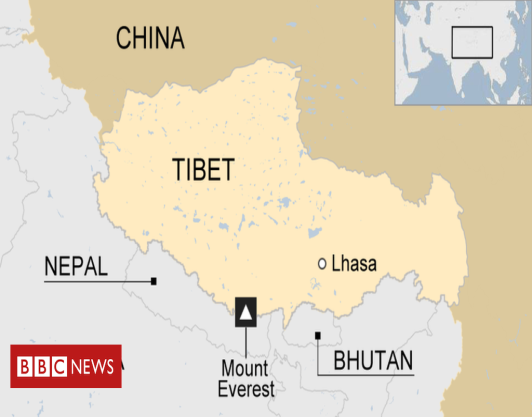 CHINA
TIBET
Lhasa
NEPAL
Mount
Everest
BHUTAN
BBC NEWS